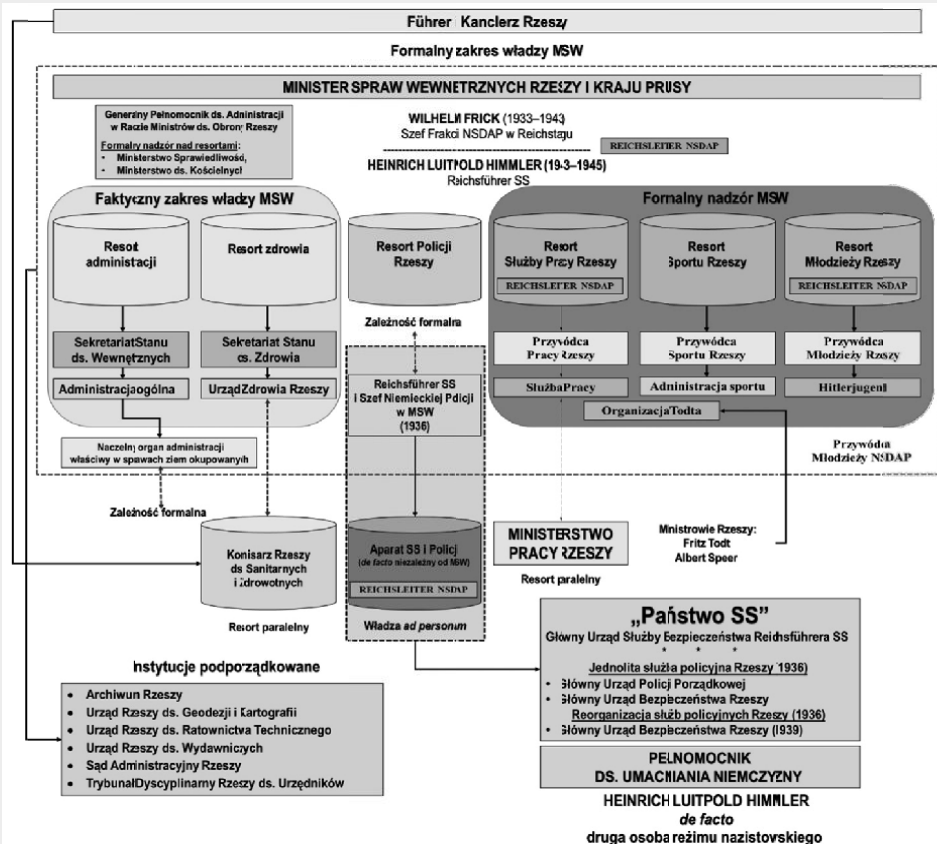 Führer i Kanclerz Rzeszy
Formalny zakres władzy MSW
MINISTER SPRAW WEWNĘTRZNYCH RZESZY I KRAJU PRUSY
Generalny Pełnomocnik ds. Administracji
w Radzie Ministrów ds. Obrony Rzeszy
Formalny nadzór nad resortami:
• Ministerstwo Sprawiedliwość,
• Ministerstwo ds. Kościelnych
WILHELM FRICK (1933–1943)
Szef Frakcji NSDAP w Reichstagu
REICHSLEITER NSDAP
HEINRICH LUITPOLD HIMMLER (1943–1945)
Reichsführer SS
Faktyczny zakres władzy MSW
Formalny nadzór MSW
Resort
administacji
Resort zdrowia
Resort Policji
Rzeszy
Resort
Służby Pracy Rzeszy
REICHSLEITER NSDAP
Resort
Sportu Rzeszy
Resort
Młodzieży Rzeszy
REICHSLEITER NSDAP
Zależność formalna
Sekretariat Stanu
ds. Wewnętrznych
Sekretariat Stanu
ds. Zdrowia
Przywódca
Pracy Rzeszy
Przywódca
Sportu Rzeszy
Przywódca
Młodzieży Rzeszy
Administracja ogólna
Urząd Zdrowia Rzeszy
Reichsführer SS
i Szef Niemieckiej Policji
w MSW
(1936)
Służba Pracy
Administracja sportu
Hitlerjugend
Organizacja Todta
Naczelny organ administracji
właściwy w spawach ziem okupowanych
Przywódca
Młodzieży NSDAP
Zależność formalna
Komisarz Rzeszy
ds Sanitarnych
i Zdrowotnych
Aparat SS i Policji
(de facto niezależny od MSW)
REICHSLEITER NSDAP
MINISTERSTWO
PRACY RZESZY
Ministrowie Rzeszy:
Fritz Todt
Albert Speer
Resort paralelny
Resort paralelny
Władza ad personum
„Państwo SS”
Główny Urząd Służby Bezpieczeństwa Reichsführera SS
* * *
Jednolita służba policyjna Rzeszy (1936)
• Główny Urząd Policji Porządkowej
• Główny Urząd Bezpieczeństwa Rzeszy
Reorganizacja służb policyjnych Rzeszy (1936)
• Główny Urząd Bezpieczeństwa Rzeszy (1939)
Instytucje podporządkowane
• Archiwum Rzeszy
• Urząd Rzeszy ds. Geodezji i Kartografii
• Urząd Rzeszy ds. Ratownictwa Technicznego
• Urząd Rzeszy ds. Wydawniczych
• Sąd Administracyjny Rzeszy
• Trybunał Dyscyplinarny Rzeszy ds. Urzędników
PEŁNOMOCNIK
DS. UMACNIANIA NIEMCZYZNY
HEINRICH LUITPOLD HIMMLER
de facto
druga osoba reżimu nazistowskiego